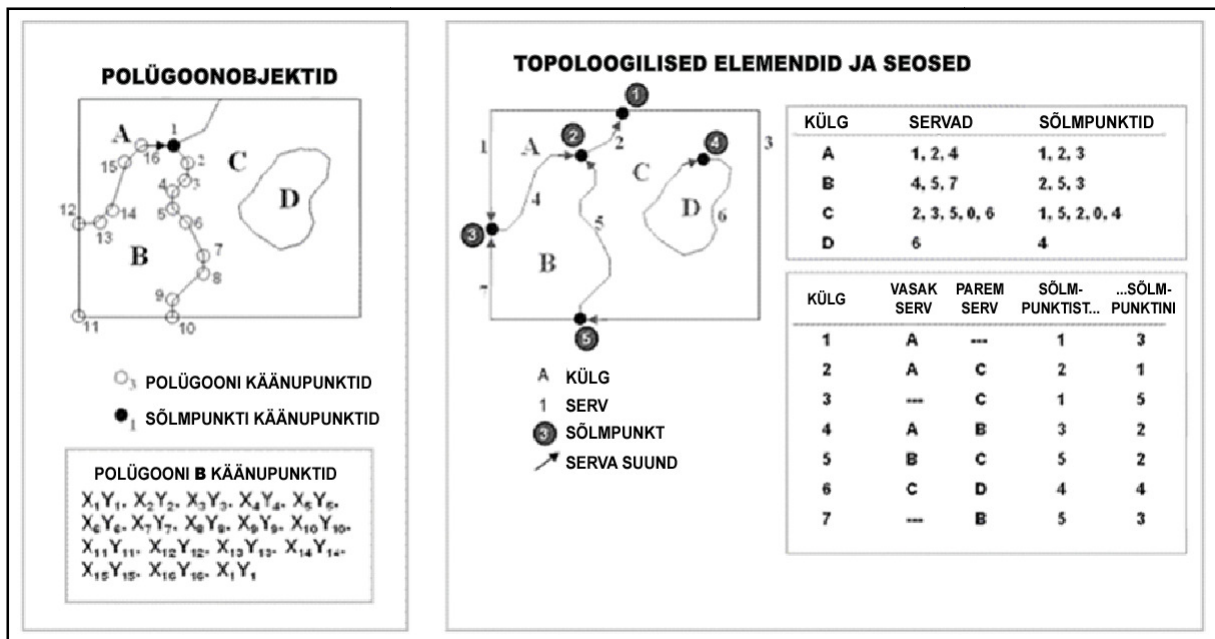 POLÜGOONOBJEKTID
A
1
16
C
15
2
3
4
D
14
5
6
12
13
B
7
8
9
11
10
3 POLÜGOONI KÄÄNUPUNKTID
1 SÕLMPUNKTI KÄÄNUPUNKTID
POLÜGOONI B KÄÄNUPUNKTID
X₁Y₁, X₂Y₂, X₃Y₃, X₄Y₄, X₅Y₅,
X₆Y₆, X₇Y₇, X₈Y₈, X₉Y₉, X₁₀Y₁₀,
X₁₁Y₁₁, X₁₂Y₁₂, X₁₃Y₁₃, X₁₄Y₁₄,
X₁₅Y₁₅, X₁₆Y₁₆, X₁Y₁
TOPOLOOGILISED ELEMENDID JA SEOSED
1
1
A
2
2
C
4
3
4
D
6
5
3
B
7
5
A KÜLG
1 SERV
3 SÕLMPUNKT
SERVA SUUND
KÜLG SERVAD SÕLMPUNKTID
A 1, 2, 4 1, 2, 3
B 4, 5, 7 2, 5, 3
C 2, 3, 5, 0, 6 1, 5, 2, 0, 4
D 6 4
KÜLG VASAK SERV PAREM SERV SÕLM-PUNKTIST... ...SÕLM-PUNKTINI
1 A --- 1 3
2 A C 2 1
3 --- C 1 5
4 A B 3 2
5 B C 5 2
6 C D 4 4
7 --- B 5 3